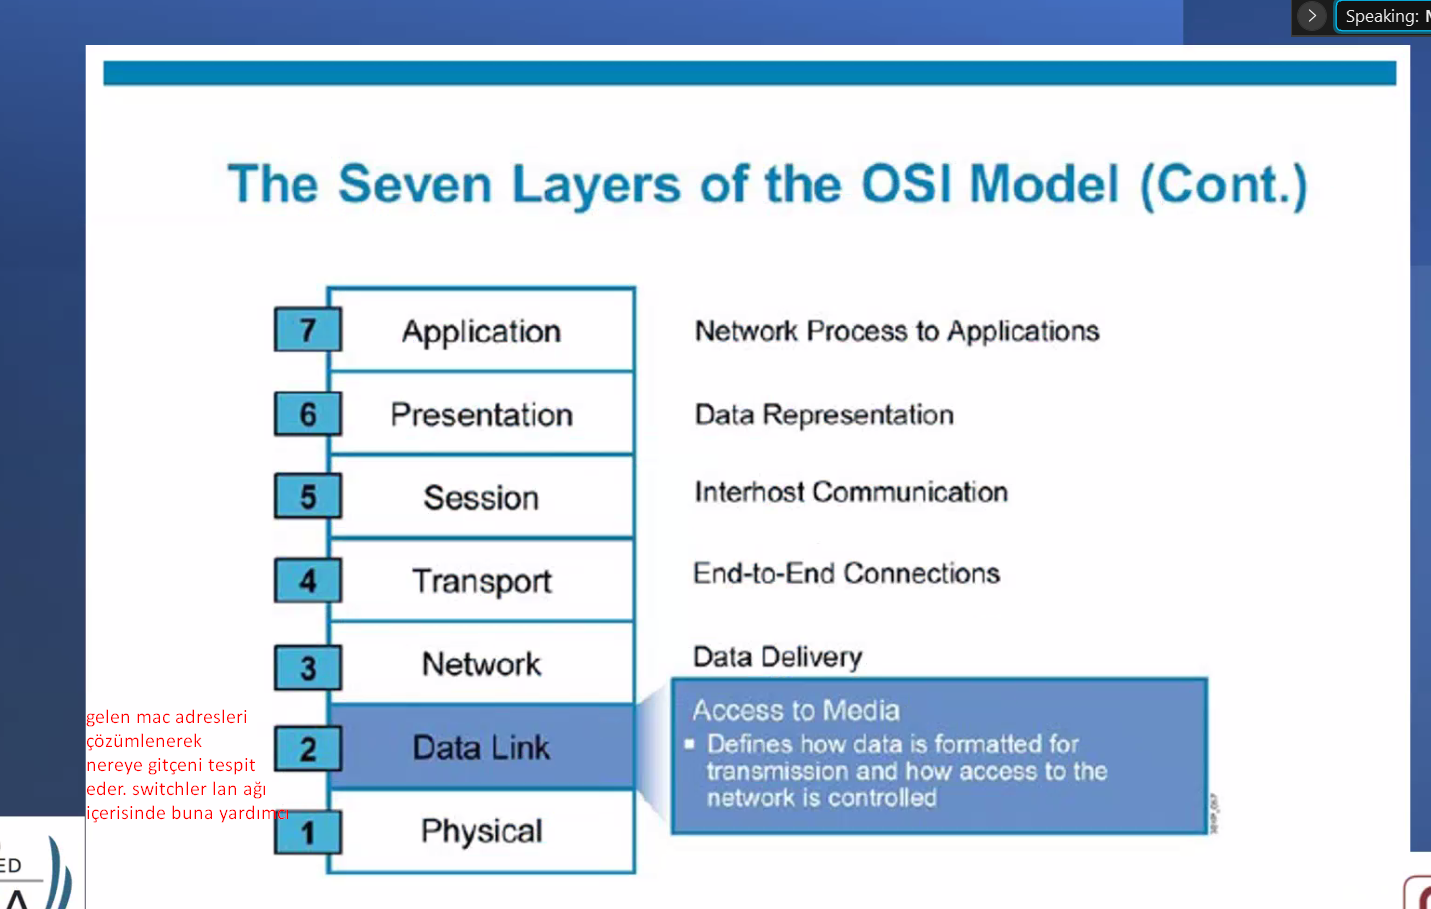 Speaking:
The Seven Layers of the OSI Model (Cont.)
7 Application Network Process to Applications
6 Presentation Data Representation
5 Session Interhost Communication
4 Transport End-to-End Connections
3 Network Data Delivery
2 Data Link
Access to Media
▪ Defines how data is formatted for
transmission and how access to the
network is controlled
1 Physical
gelen mac adresleri
çözümlenerek
nereye gitçeni tespit
eder. switchler lan ağı
içerisinde buna yardımcı
ED
A